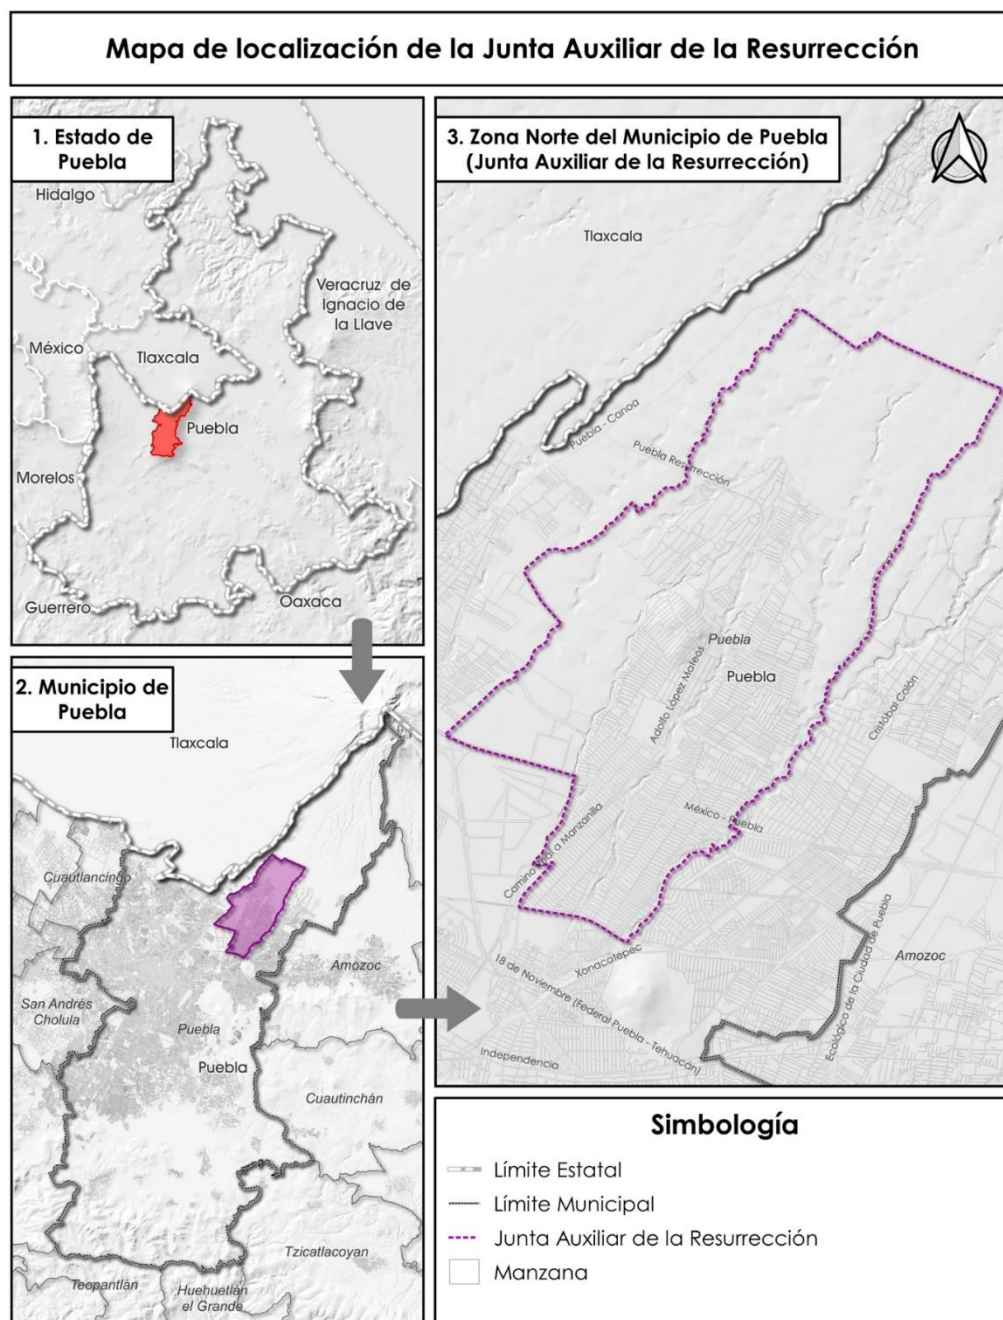 Mapa de localización de la Junta Auxiliar de la Resurrección
1. Estado de
Puebla
Hidalgo
Veracruz de
Ignacio de
la Llave
México
Tlaxcala
Puebla
Morelos
Guerrero
Oaxaca
2. Municipio de
Puebla
Tlaxcala
Cuautlancingo
Amozoc
San Andrés
Cholula
Puebla
Puebla
Cuautinchán
Tzicatlacoyan
Teopantlán
Huehuetlán
el Grande
3. Zona Norte del Municipio de Puebla
(Junta Auxiliar de la Resurrección)
Tlaxcala
Puebla - Canoa
Puebla Resurrección
Puebla
Puebla
Adolfo López Mateos
Cristóbal Colón
México - Puebla
Camino Real a Manzanilla
Xonacatepec
18 de Noviembre (Federal Puebla - Tehuacán)
Independencia
Ecológico de la Ciudad de Puebla
Amozoc
Simbología
Límite Estatal
Límite Municipal
Junta Auxiliar de la Resurrección
Manzana